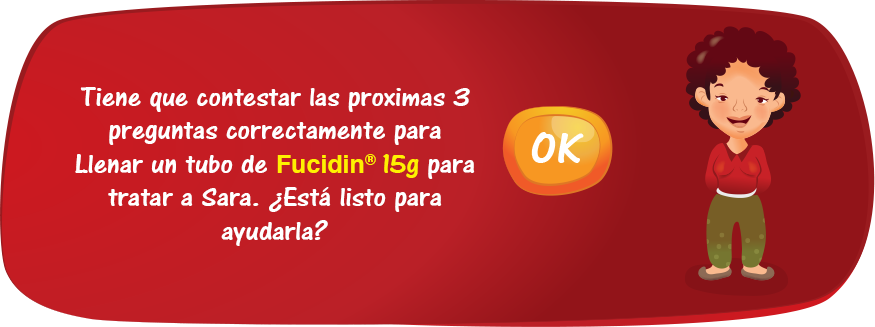 Tiene que contestar las proximas 3
preguntas correctamente para
Llenar un tubo de Fucidin® 15g para
tratar a Sara. ¿Está listo para
ayudarla?
OK